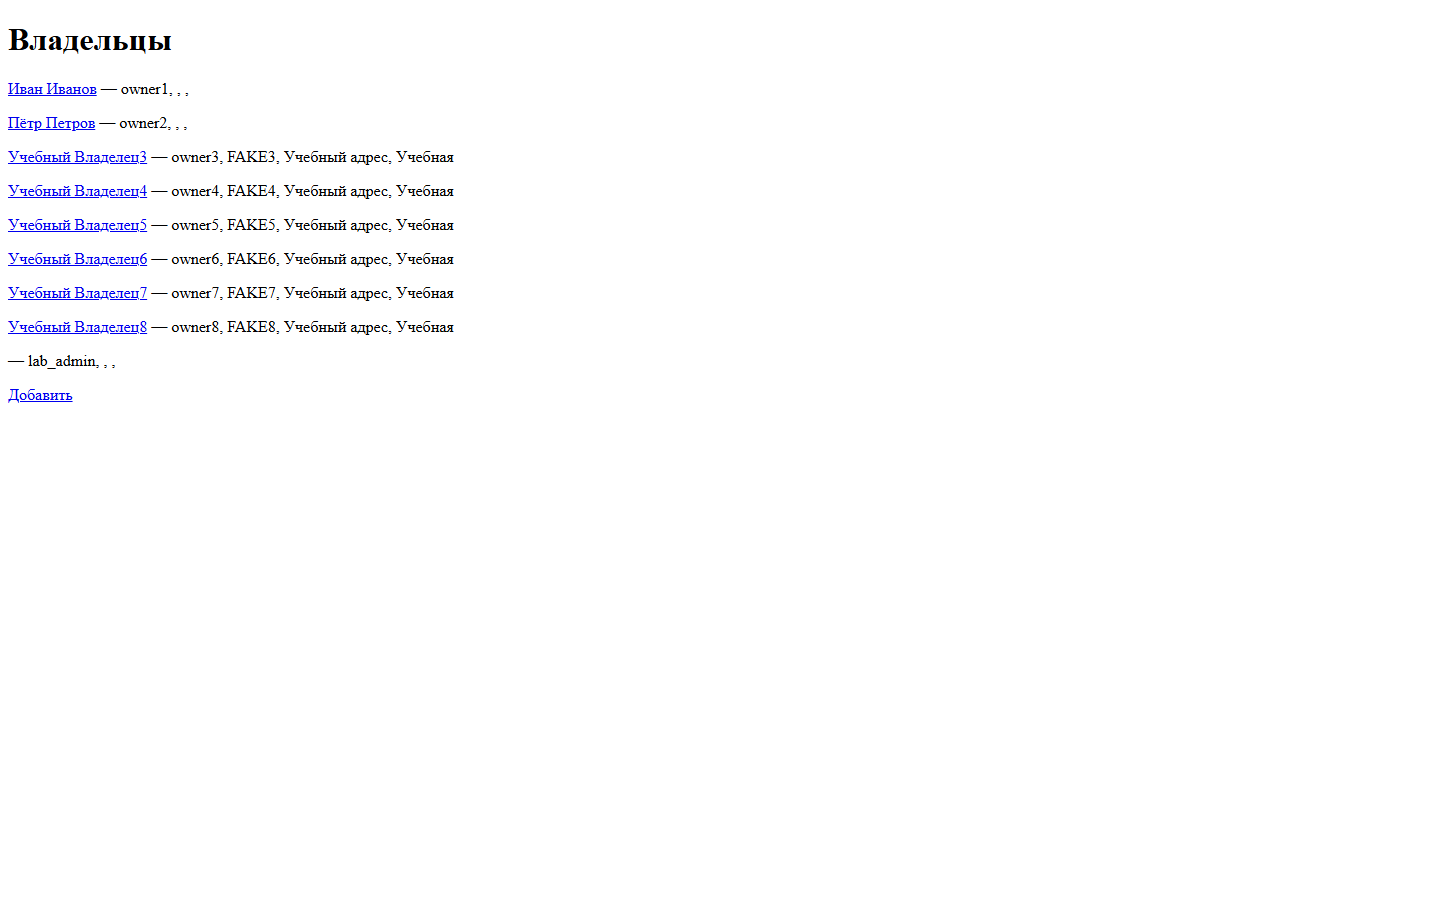 Владельцы
Иван Иванов — owner1, , ,
Пётр Петров — owner2, , ,
Учебный Владелец3 — owner3, FAKE3, Учебный адрес, Учебная
Учебный Владелец4 — owner4, FAKE4, Учебный адрес, Учебная
Учебный Владелец5 — owner5, FAKE5, Учебный адрес, Учебная
Учебный Владелец6 — owner6, FAKE6, Учебный адрес, Учебная
Учебный Владелец7 — owner7, FAKE7, Учебный адрес, Учебная
Учебный Владелец8 — owner8, FAKE8, Учебный адрес, Учебная
— lab_admin, , ,
Добавить